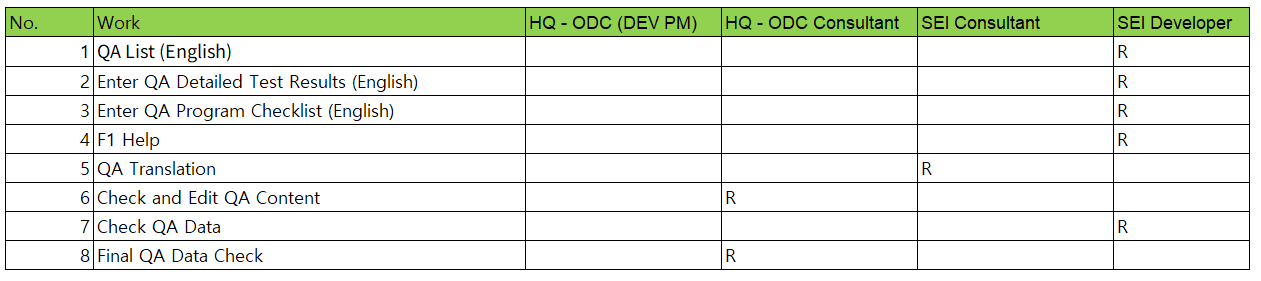 No. Work HQ - ODC (DEV PM) HQ - ODC Consultant SEI Consultant SEI Developer
1 QA List (English) R
2 Enter QA Detailed Test Results (English) R
3 Enter QA Program Checklist (English) R
4 F1 Help R
5 QA Translation R
6 Check and Edit QA Content R
7 Check QA Data R
8 Final QA Data Check R